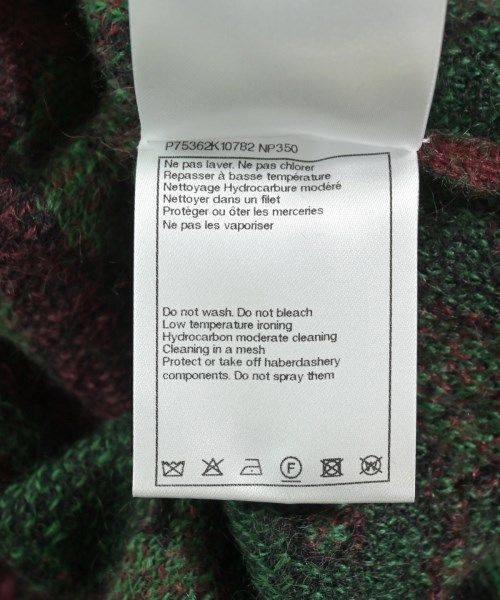 P75362K10782 NP350
Ne pas laver. Ne pas chlorer
Repasser à basse température
Nettoyage Hydrocarbure modéré
Nettoyer dans un filet
Protéger ou ôter les merceries
Ne pas les vaporiser
Do not wash. Do not bleach
Low temperature ironing
Hydrocarbon moderate cleaning
Cleaning in a mesh
Protect or take off haberdashery
components. Do not spray them
F